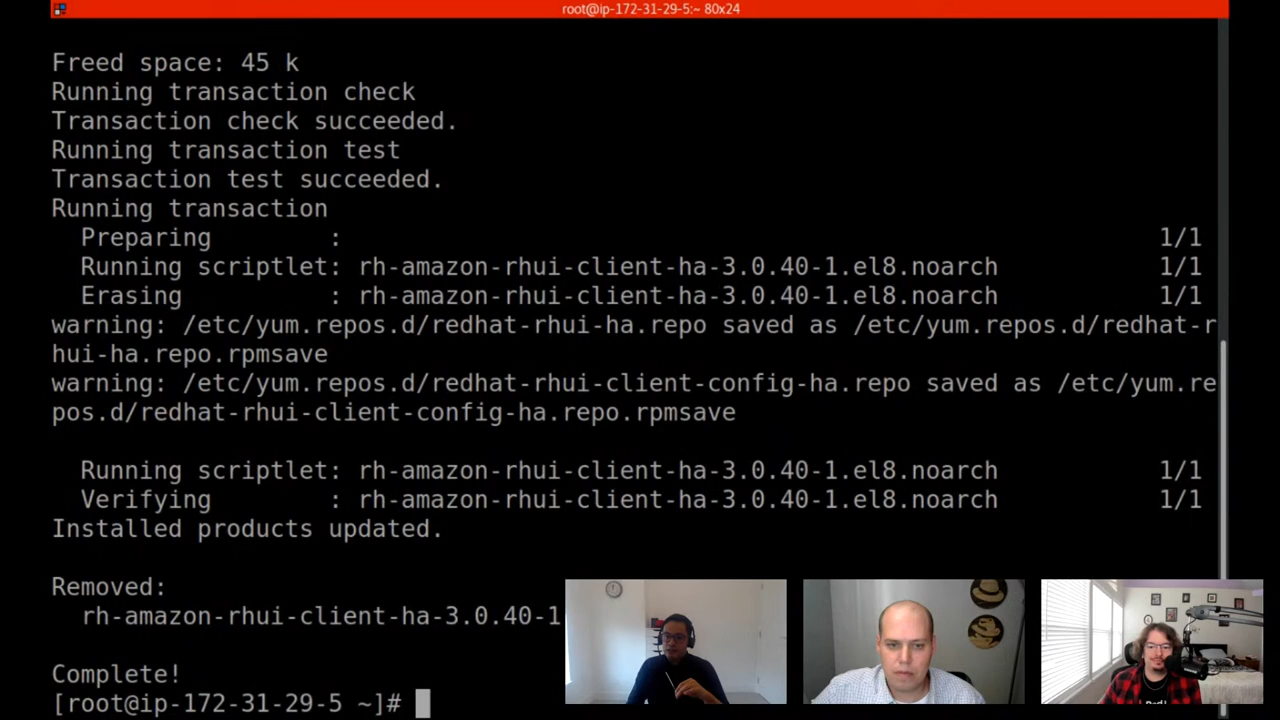 root@ip-172-31-29-5:~ 80x24
Freed space: 45 k
Running transaction check
Transaction check succeeded.
Running transaction test
Transaction test succeeded.
Running transaction
  Preparing        :                                                         1/1
  Running scriptlet: rh-amazon-rhui-client-ha-3.0.40-1.el8.noarch           1/1
  Erasing          : rh-amazon-rhui-client-ha-3.0.40-1.el8.noarch           1/1
warning: /etc/yum.repos.d/redhat-rhui-ha.repo saved as /etc/yum.repos.d/redhat-r
hui-ha.repo.rpmsave
warning: /etc/yum.repos.d/redhat-rhui-client-config-ha.repo saved as /etc/yum.re
pos.d/redhat-rhui-client-config-ha.repo.rpmsave
  Running scriptlet: rh-amazon-rhui-client-ha-3.0.40-1.el8.noarch           1/1
  Verifying        : rh-amazon-rhui-client-ha-3.0.40-1.el8.noarch           1/1
Installed products updated.
Removed:
  rh-amazon-rhui-client-ha-3.0.40-1
Complete!
[root@ip-172-31-29-5 ~]#